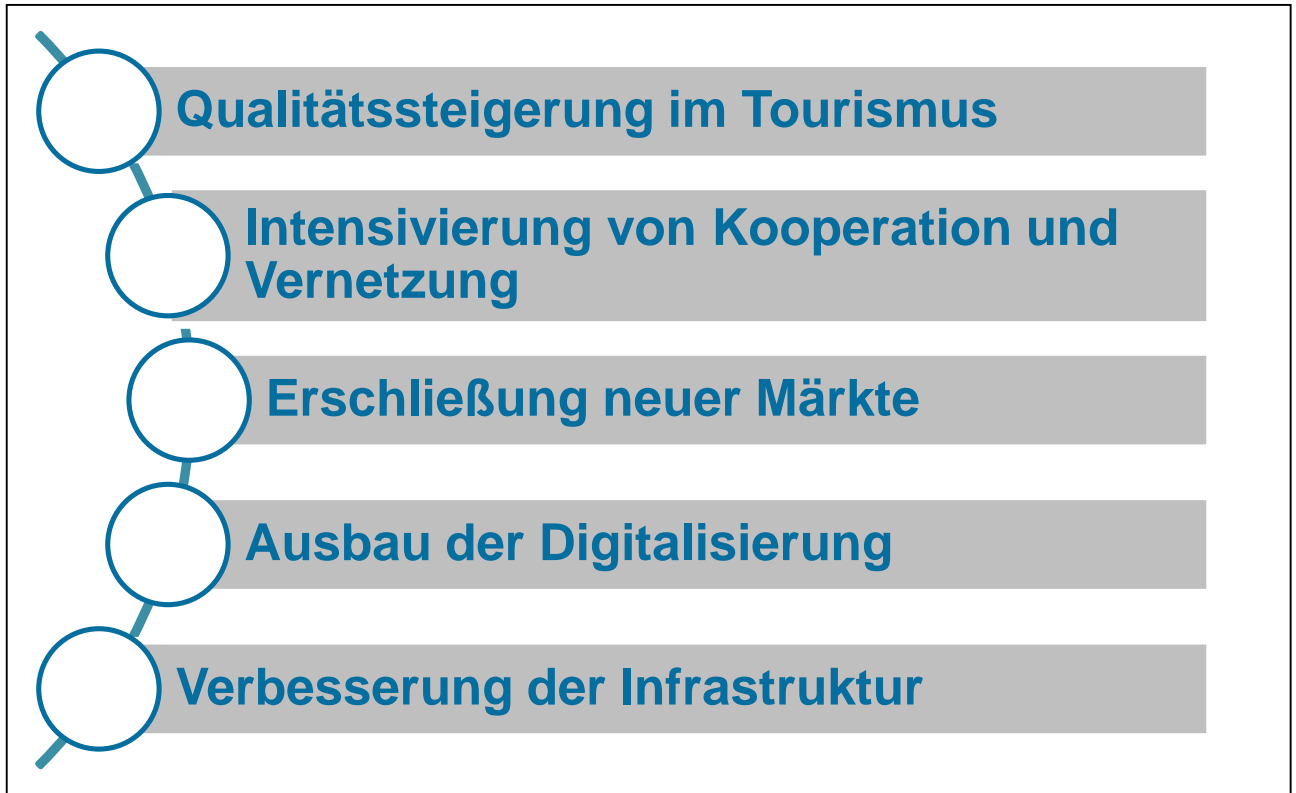 Qualitätssteigerung im Tourismus
Intensivierung von Kooperation und
Vernetzung
Erschließung neuer Märkte
Ausbau der Digitalisierung
Verbesserung der Infrastruktur